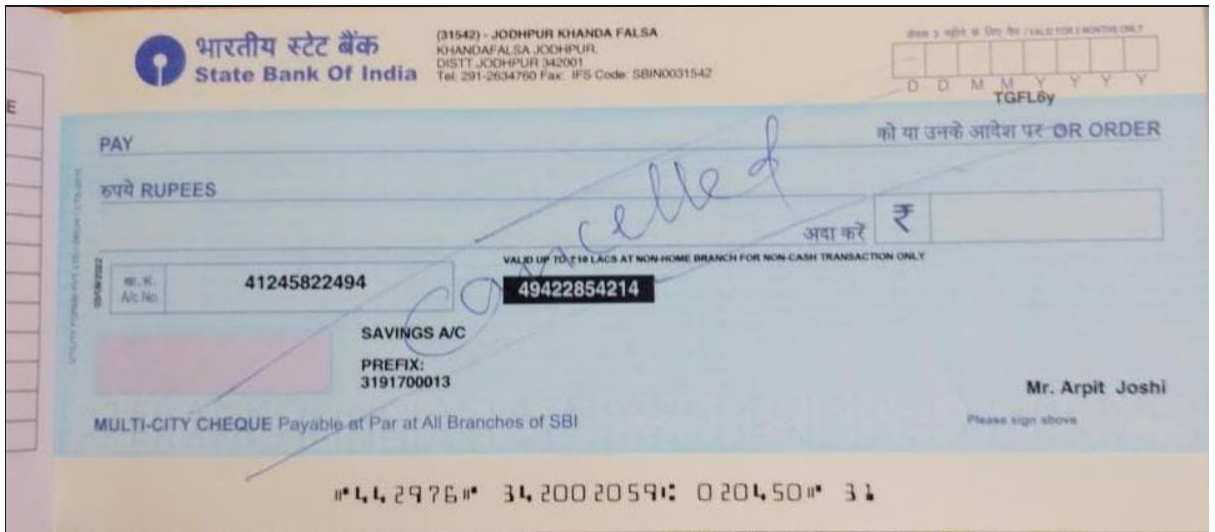 भारतीय स्टेट बैंक
State Bank Of India
(31542) - JODHPUR KHANDA FALSA
KHANDAFALSA JODHPUR.
DISTT JODHPUR 342001
Tel: 291-2634760 Fax: IFS Code: SBIN0031542
D D M M Y Y Y Y
TGFL6y
PAY
को या उनके आदेश पर OR ORDER
रुपये RUPEES
cancelled
अदा करें ₹
VALID UP TO ₹10 LACS AT NON-HOME BRANCH FOR NON-CASH TRANSACTION ONLY
खा. सं.
A/c No
41245822494
49422854214
SAVINGS A/C
PREFIX:
3191700013
Mr. Arpit Joshi
Please sign above
MULTI-CITY CHEQUE Payable at Par at All Branches of SBI
⑈442976⑈ 342002059⑆ 020450⑈ 31
E